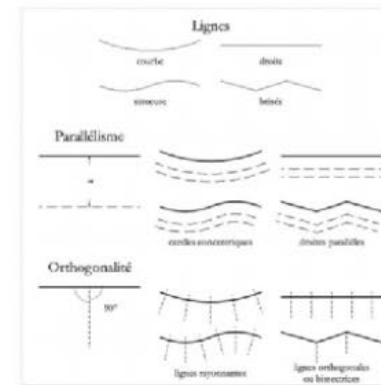 Lignes
courbe droite
sinueuse brisée
Parallélisme
cercles concentriques droites parallèles
Orthogonalité
90°
lignes rayonnantes lignes orthogonales
ou bissectrices